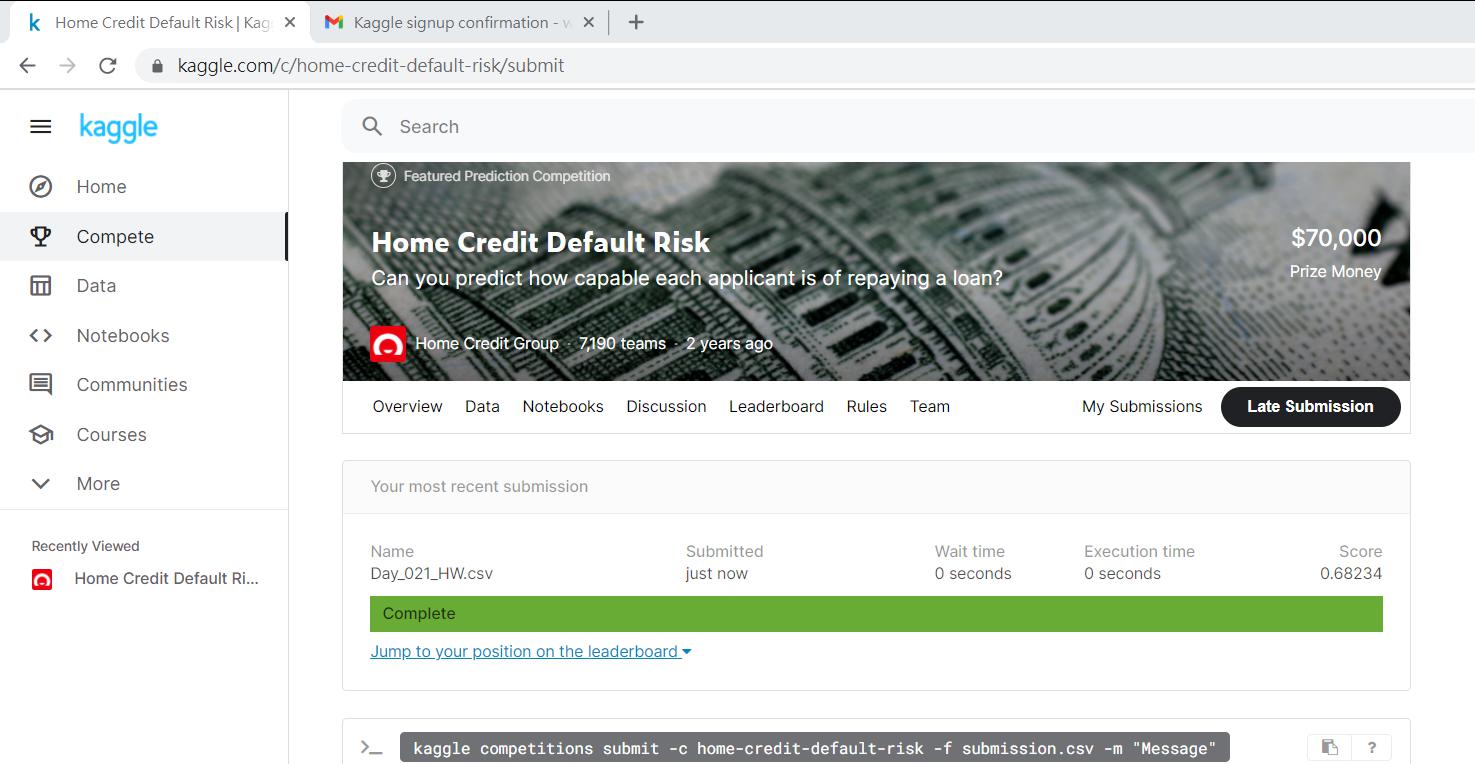 Home Credit Default Risk | Kag
Kaggle signup confirmation -
kaggle.com/c/home-credit-default-risk/submit
kaggle
Search
Home
Compete
Data
Notebooks
Communities
Courses
More
Recently Viewed
Home Credit Default Ri...
Featured Prediction Competition
Home Credit Default Risk
$70,000
Can you predict how capable each applicant is of repaying a loan?
Prize Money
Home Credit Group · 7,190 teams · 2 years ago
Overview Data Notebooks Discussion Leaderboard Rules Team My Submissions Late Submission
Your most recent submission
Name Submitted Wait time Execution time Score
Day_021_HW.csv just now 0 seconds 0 seconds 0.68234
Complete
Jump to your position on the leaderboard
>_ kaggle competitions submit -c home-credit-default-risk -f submission.csv -m "Message" ?